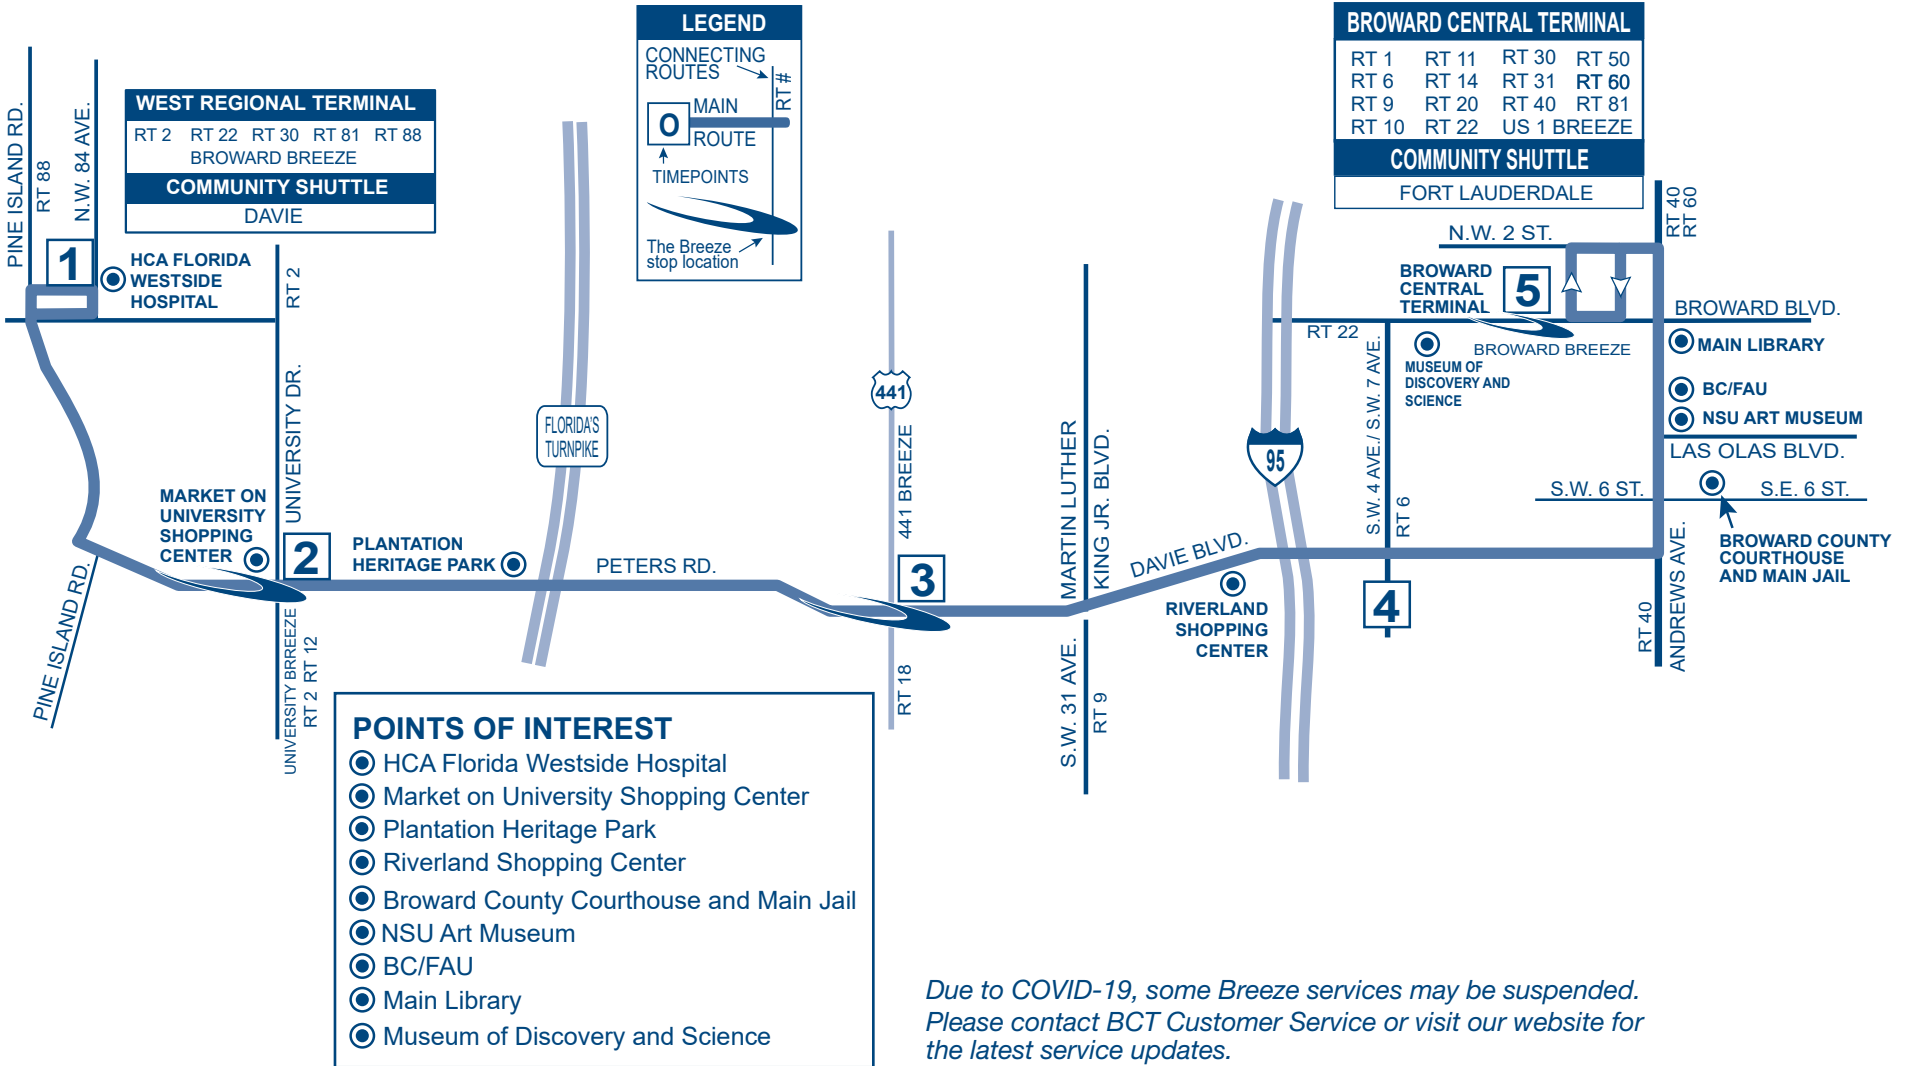 LEGEND
CONNECTING
ROUTES
RT #
O
MAIN
ROUTE
TIMEPOINTS
The Breeze
stop location
BROWARD CENTRAL TERMINAL
RT 1 RT 11 RT 30 RT 50
RT 6 RT 14 RT 31 RT 60
RT 9 RT 20 RT 40 RT 81
RT 10 RT 22 US 1 BREEZE
COMMUNITY SHUTTLE
FORT LAUDERDALE
WEST REGIONAL TERMINAL
RT 2 RT 22 RT 30 RT 81 RT 88
BROWARD BREEZE
COMMUNITY SHUTTLE
DAVIE
PINE ISLAND RD.
RT 88
N.W. 84 AVE.
1
HCA FLORIDA
WESTSIDE
HOSPITAL
RT 2
UNIVERSITY DR.
MARKET ON
UNIVERSITY
SHOPPING
CENTER
2
PLANTATION
HERITAGE PARK
PINE ISLAND RD.
UNIVERSITY BRREEZE
RT 2 RT 12
FLORIDA'S
TURNPIKE
PETERS RD.
441
441 BREEZE
3
RT 18
MARTIN LUTHER
KING JR. BLVD.
S.W. 31 AVE.
RT 9
DAVIE BLVD.
RIVERLAND
SHOPPING
CENTER
95
RT 22
S.W. 4 AVE./ S.W. 7 AVE.
RT 6
4
N.W. 2 ST.
BROWARD
CENTRAL
TERMINAL
5
BROWARD BREEZE
MUSEUM OF
DISCOVERY AND
SCIENCE
RT 40
RT 60
BROWARD BLVD.
MAIN LIBRARY
BC/FAU
NSU ART MUSEUM
LAS OLAS BLVD.
S.W. 6 ST.
S.E. 6 ST.
BROWARD COUNTY
COURTHOUSE
AND MAIN JAIL
RT 40
ANDREWS AVE.
POINTS OF INTEREST
HCA Florida Westside Hospital
Market on University Shopping Center
Plantation Heritage Park
Riverland Shopping Center
Broward County Courthouse and Main Jail
NSU Art Museum
BC/FAU
Main Library
Museum of Discovery and Science
Due to COVID-19, some Breeze services may be suspended.
Please contact BCT Customer Service or visit our website for
the latest service updates.